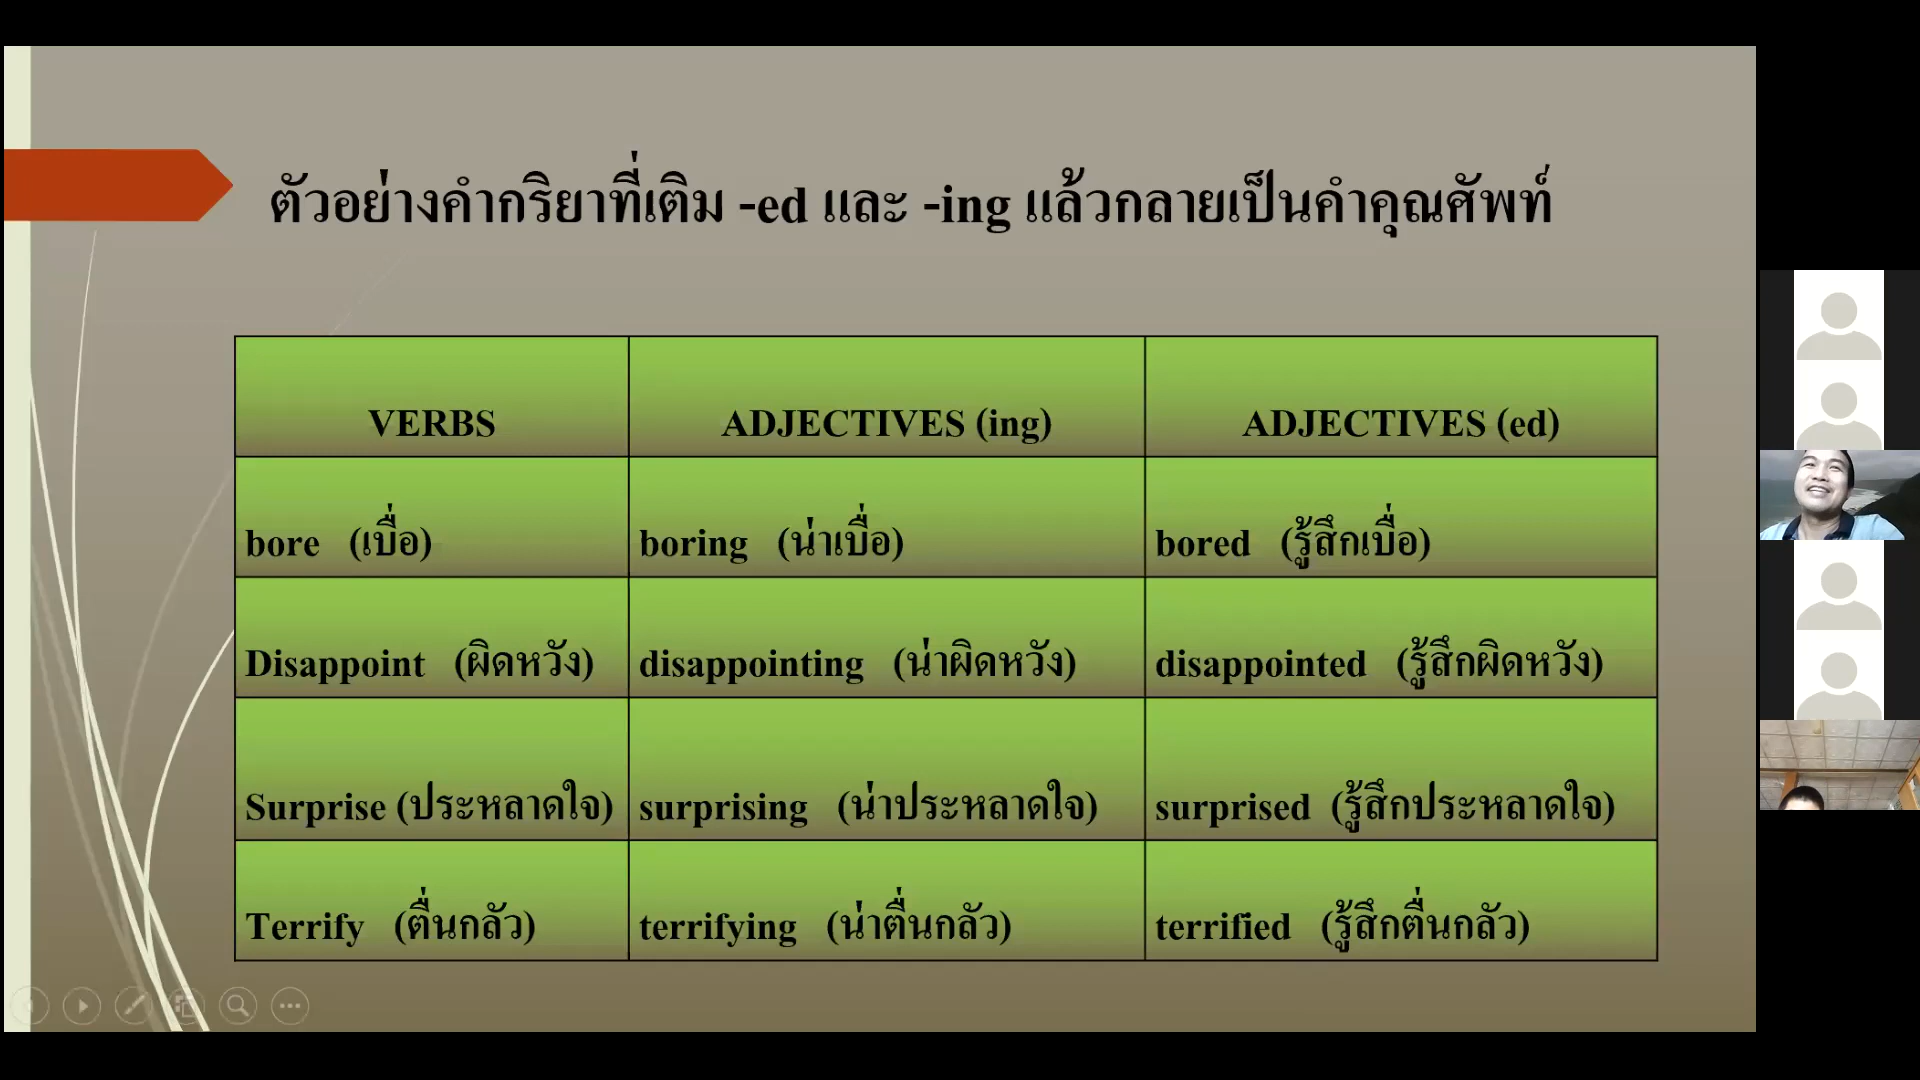 ตัวอย่างคำกริยาที่เติม -ed และ -ing แล้วกลายเป็นคำคุณศัพท์
VERBS ADJECTIVES (ing) ADJECTIVES (ed)
bore (เบื่อ) boring (น่าเบื่อ) bored (รู้สึกเบื่อ)
Disappoint (ผิดหวัง) disappointing (น่าผิดหวัง) disappointed (รู้สึกผิดหวัง)
Surprise (ประหลาดใจ) surprising (น่าประหลาดใจ) surprised (รู้สึกประหลาดใจ)
Terrify (ตื่นกลัว) terrifying (น่าตื่นกลัว) terrified (รู้สึกตื่นกลัว)